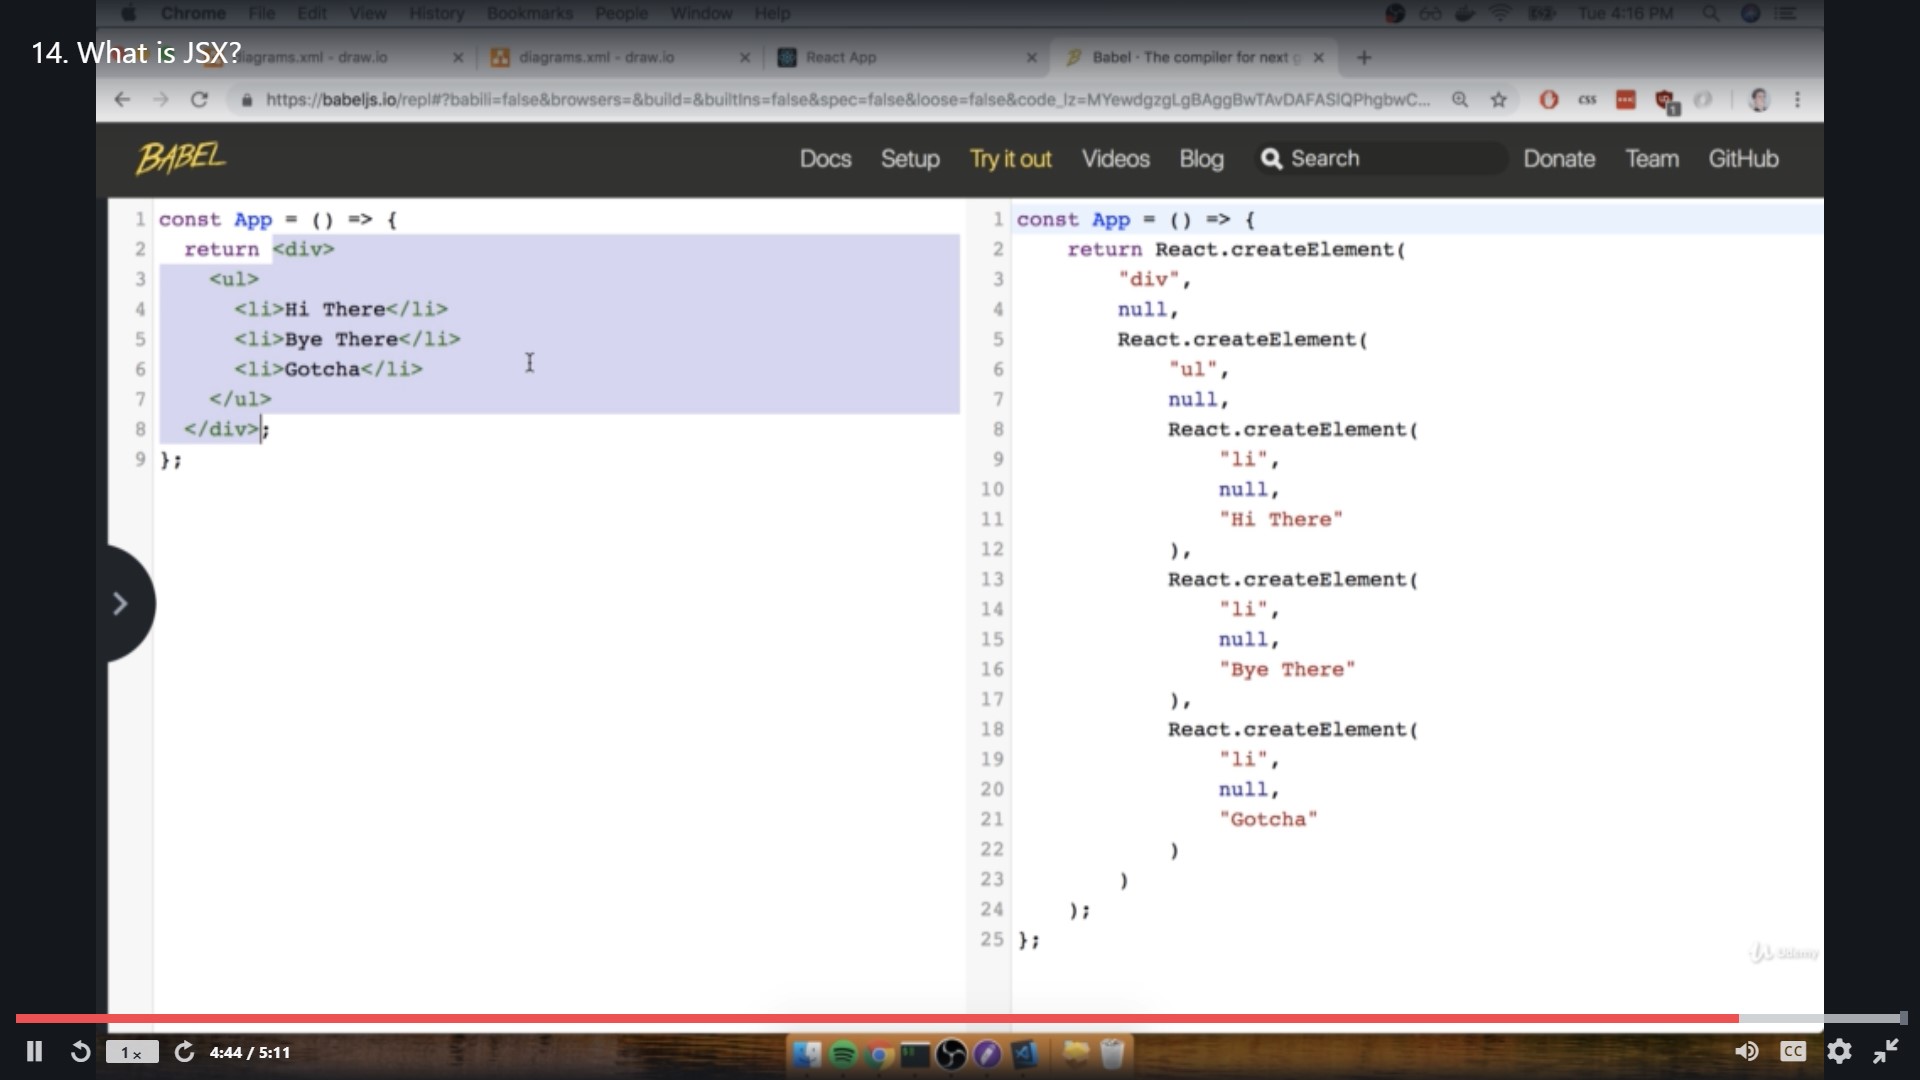 Chrome File Edit View History Bookmarks People Window Help Tue 4:16 PM
14. What is JSX?
diagrams.xml - draw.io
diagrams.xml - draw.io
React App
Babel · The compiler for next g
https://babeljs.io/repl#?babili=false&browsers=&build=&builtIns=false&spec=false&loose=false&code_lz=MYewdgzgLgBAggBwTAvDAFASIQPhgbwC...
css
1
BABEL
Docs Setup Try it out Videos Blog Search Donate Team GitHub
1 const App = () => {
2 return <div>
3 <ul>
4 <li>Hi There</li>
5 <li>Bye There</li>
6 <li>Gotcha</li>
7 </ul>
8 </div>;
9 };
1 const App = () => {
2 return React.createElement(
3 "div",
4 null,
5 React.createElement(
6 "ul",
7 null,
8 React.createElement(
9 "li",
10 null,
11 "Hi There"
12 ),
13 React.createElement(
14 "li",
15 null,
16 "Bye There"
17 ),
18 React.createElement(
19 "li",
20 null,
21 "Gotcha"
22 )
23 )
24 );
25 };
Udemy
1 x
4:44 / 5:11
CC